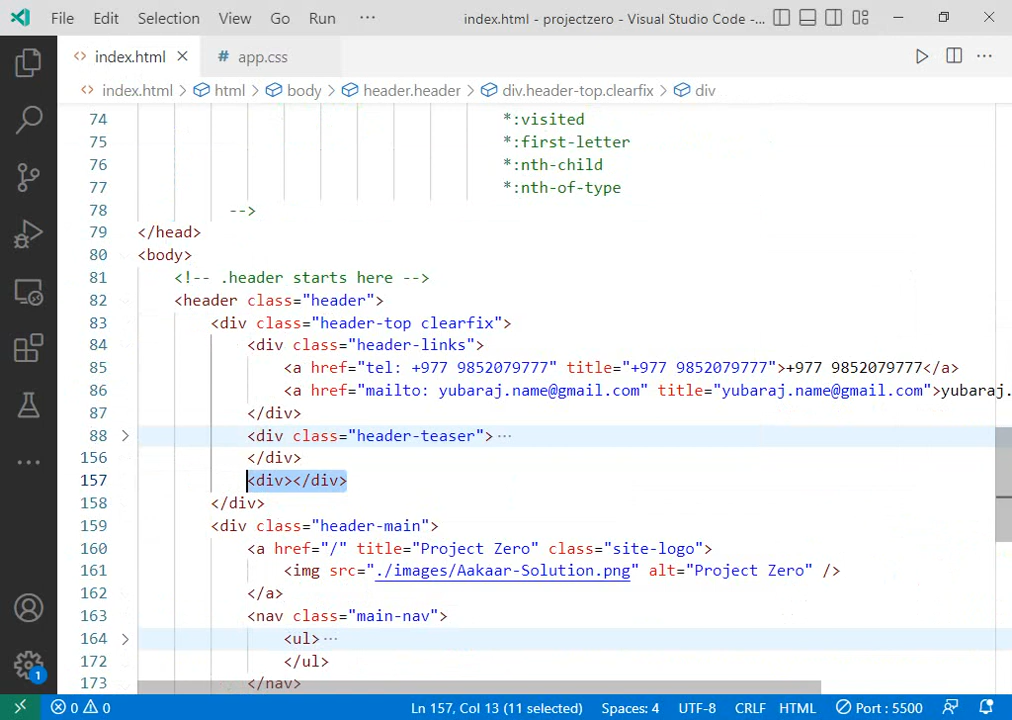 File Edit Selection View Go Run ··· index.html - projectzero - Visual Studio Code -...
<> index.html × # app.css ···
<> index.html > html > body > header.header > div.header-top.clearfix > div
74 *:visited
75 *:first-letter
76 *:nth-child
77 *:nth-of-type
78 -->
79 </head>
80 <body>
81 <!-- .header starts here -->
82 <header class="header">
83 <div class="header-top clearfix">
84 <div class="header-links">
85 <a href="tel: +977 9852079777" title="+977 9852079777">+977 9852079777</a>
86 <a href="mailto: yubaraj.name@gmail.com" title="yubaraj.name@gmail.com">yubaraj.
87 </div>
88 > <div class="header-teaser">···
156 </div>
157 <div></div>
158 </div>
159 <div class="header-main">
160 <a href="/" title="Project Zero" class="site-logo">
161 <img src="./images/Aakaar-Solution.png" alt="Project Zero" />
162 </a>
163 <nav class="main-nav">
164 > <ul>···
172 </ul>
173 </nav>
1
0 0 Ln 157, Col 13 (11 selected) Spaces: 4 UTF-8 CRLF HTML Port : 5500